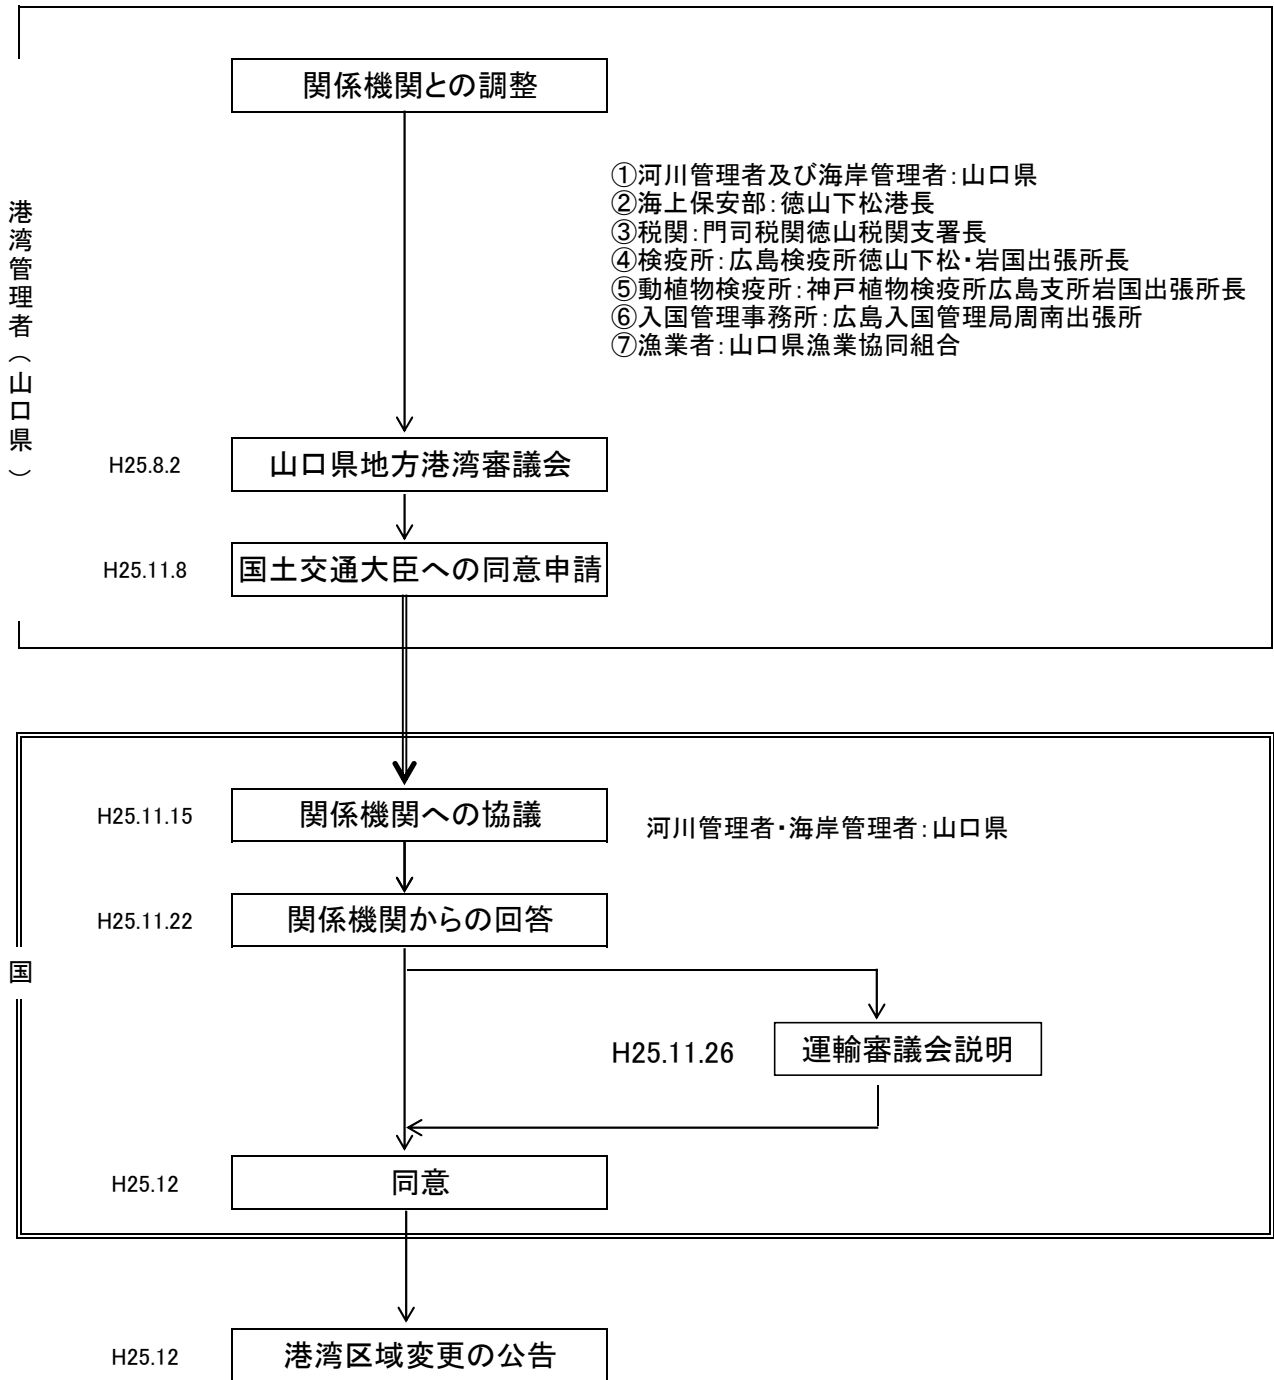 関係機関との調整
①河川管理者及び海岸管理者：山口県
②海上保安部：徳山下松港長
③税関：門司税関徳山税関支署長
④検疫所：広島検疫所徳山下松・岩国出張所長
⑤動植物検疫所：神戸植物検疫所広島支所岩国出張所長
⑥入国管理事務所：広島入国管理局周南出張所
⑦漁業者：山口県漁業協同組合
港湾管理者（山口県）
H25.8.2
山口県地方港湾審議会
H25.11.8
国土交通大臣への同意申請
H25.11.15
関係機関への協議
河川管理者・海岸管理者：山口県
H25.11.22
関係機関からの回答
国
H25.11.26
運輸審議会説明
H25.12
同意
H25.12
港湾区域変更の公告